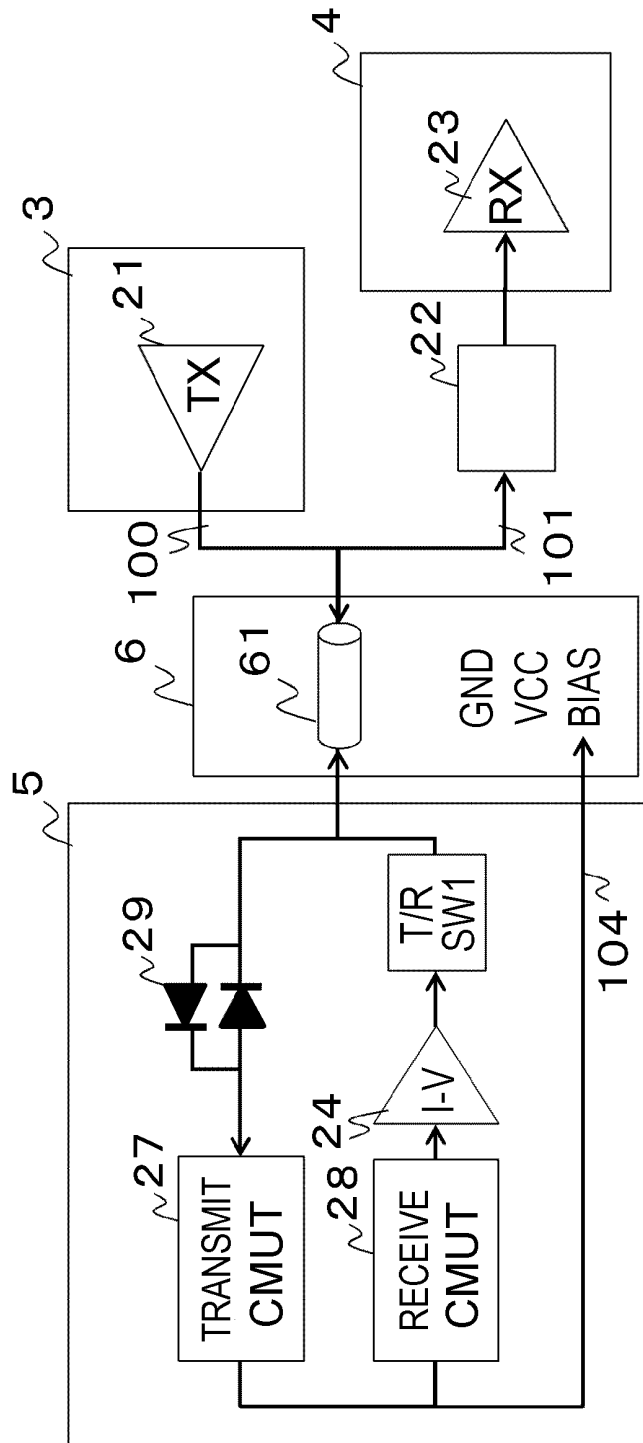 5
29
27
TRANSMIT
CMUT
28
RECEIVE
CMUT
24
I-V
T/R
SW1
104
6
61
GND
VCC
BIAS
3
21
TX
100
101
22
4
23
RX